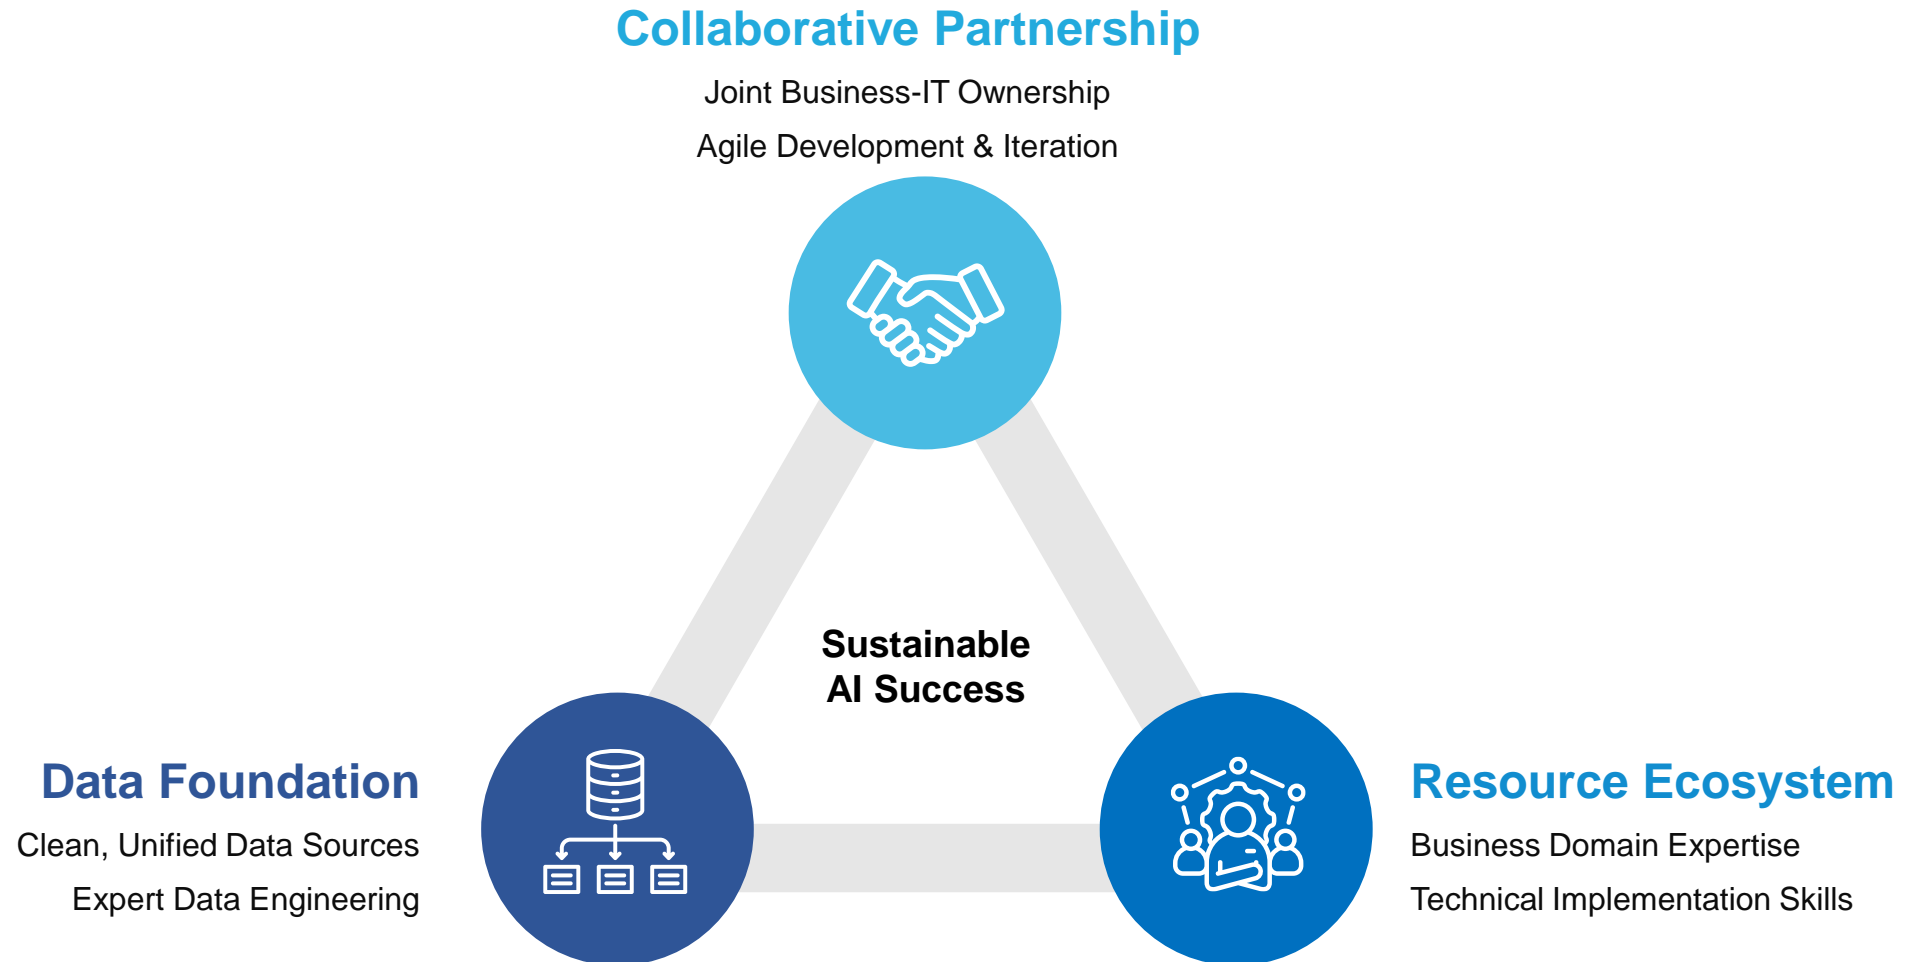 Collaborative Partnership
Joint Business-IT Ownership
Agile Development & Iteration
Sustainable
AI Success
Data Foundation
Clean, Unified Data Sources
Expert Data Engineering
Resource Ecosystem
Business Domain Expertise
Technical Implementation Skills